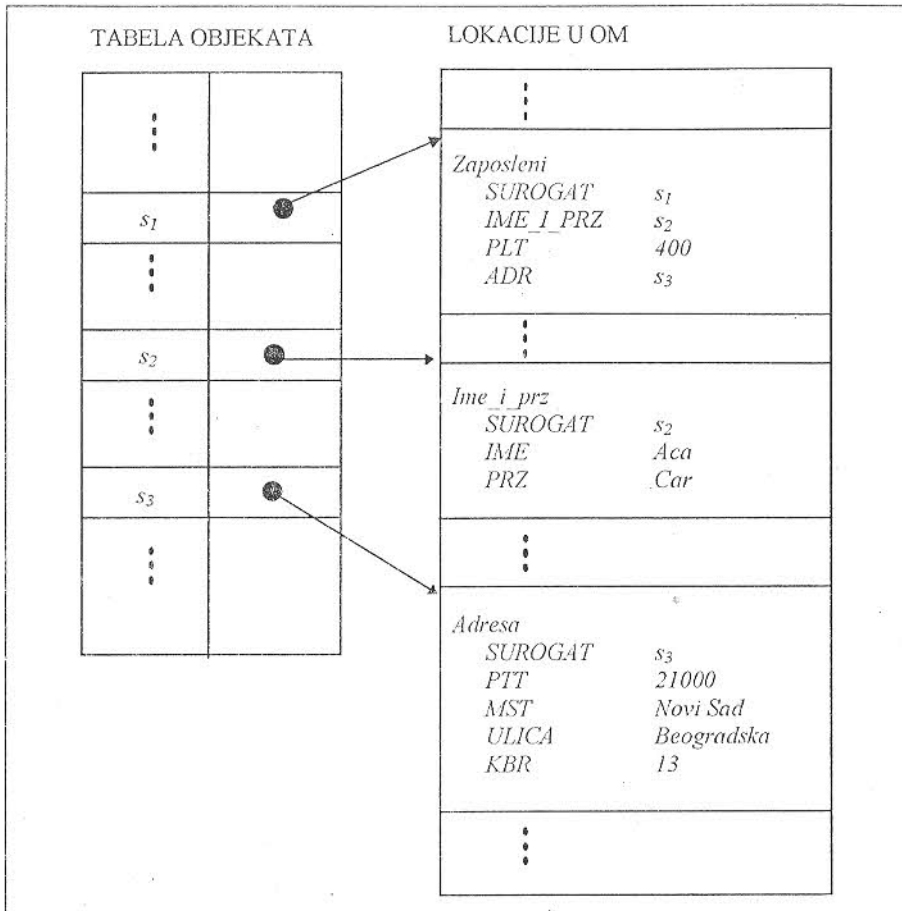 TABELA OBJEKATA
LOKACIJE U OM
s1
s2
s3
Zaposleni
SUROGAT s1
IME_I_PRZ s2
PLT 400
ADR s3
Ime_i_prz
SUROGAT s2
IME Aca
PRZ Car
Adresa
SUROGAT s3
PTT 21000
MST Novi Sad
ULICA Beogradska
KBR 13